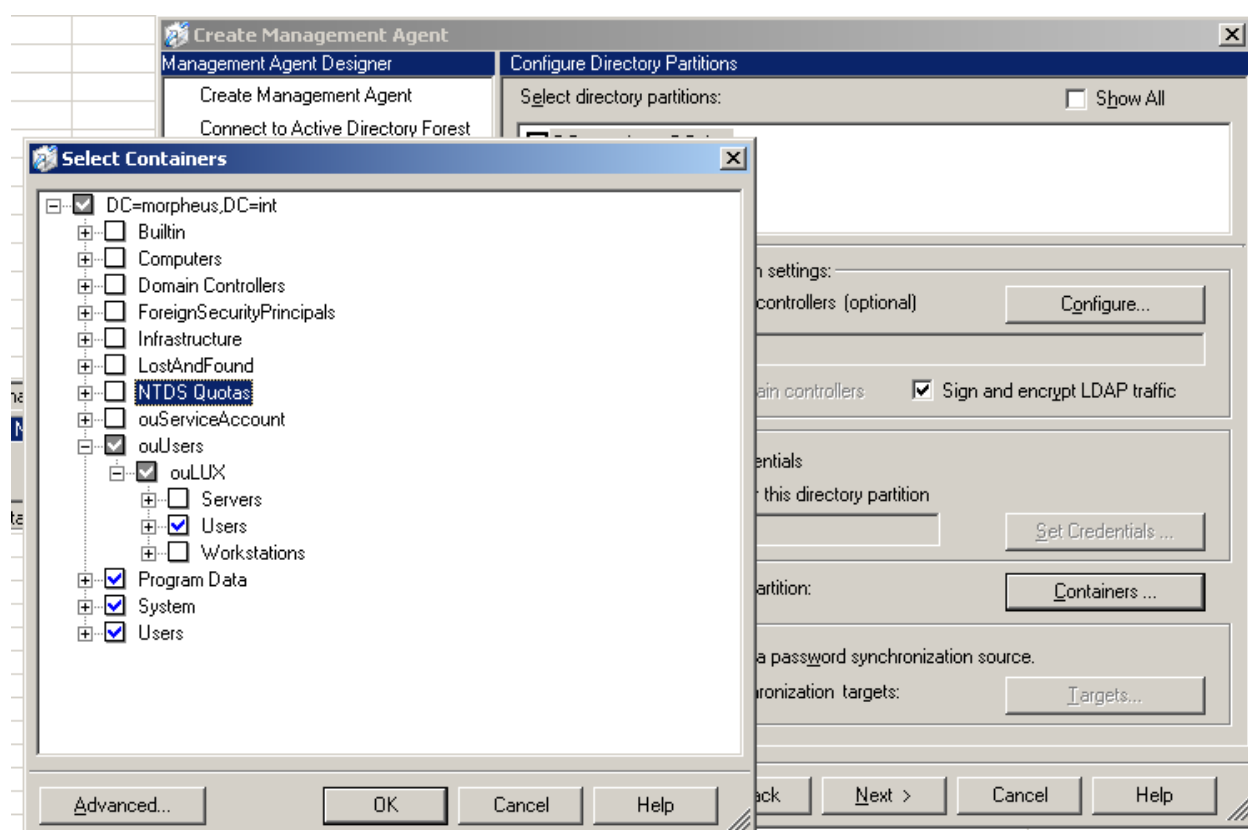 Create Management Agent
Management Agent Designer
Configure Directory Partitions
Create Management Agent
Connect to Active Directory Forest
Select directory partitions:
Show All
Select Containers
DC=morpheus,DC=int
Builtin
Computers
Domain Controllers
ForeignSecurityPrincipals
Infrastructure
LostAndFound
NTDS Quotas
ouServiceAccount
ouUsers
ouLUX
Servers
Users
Workstations
Program Data
System
Users
Advanced...
OK
Cancel
Help
n settings:
controllers (optional)
Configure...
ain controllers
Sign and encrypt LDAP traffic
entials
this directory partition
Set Credentials ...
artition:
Containers ...
a password synchronization source.
ronization targets:
Targets...
ack
Next >
Cancel
Help